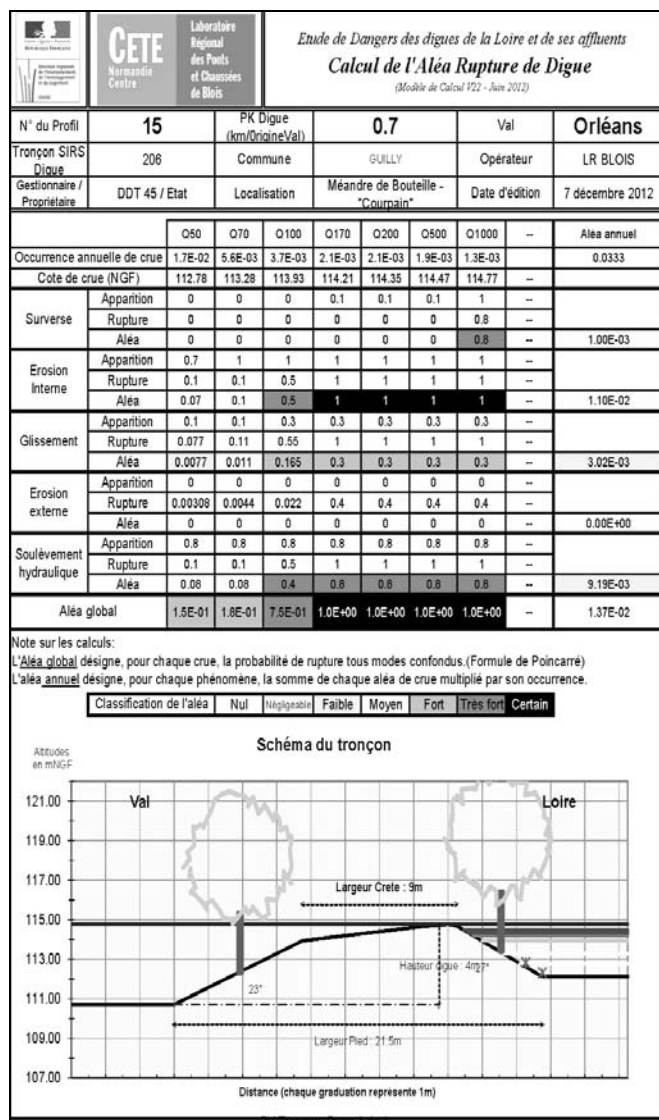 RÉPUBLIQUE FRANÇAISE
CETE
Normandie
Centre
Laboratoire
Régional
des Ponts
et Chaussées
de Blois
Etude de Dangers des digues de la Loire et de ses affluents
Calcul de l'Aléa Rupture de Digue
(Modèle de Calcul V22 - Juin 2012)
N° du Profil 15 PK Digue (km/0rigineVal) 0.7 Val Orléans
Tronçon SIRS Digue 206 Commune GUILLY Opérateur LR BLOIS
Gestionnaire / Propriétaire DDT 45 / Etat Localisation Méandre de Bouteille - "Courpain" Date d'édition 7 décembre 2012
Q50 Q70 Q100 Q170 Q200 Q500 Q1000 -- Aléa annuel
Occurrence annuelle de crue 1.7E-02 5.6E-03 3.7E-03 2.1E-03 2.1E-03 1.9E-03 1.3E-03 -- 0.0333
Cote de crue (NGF) 112.78 113.28 113.93 114.21 114.35 114.47 114.77 --
Surverse
Apparition 0 0 0 0.1 0.1 0.1 1 --
Rupture 0 0 0 0 0 0 0.8 --
Aléa 0 0 0 0 0 0 0.8 -- 1.00E-03
Erosion Interne
Apparition 0.7 1 1 1 1 1 1 --
Rupture 0.1 0.1 0.5 1 1 1 1 --
Aléa 0.07 0.1 0.5 1 1 1 1 -- 1.10E-02
Glissement
Apparition 0.1 0.1 0.3 0.3 0.3 0.3 0.3 --
Rupture 0.077 0.11 0.55 1 1 1 1 --
Aléa 0.0077 0.011 0.165 0.3 0.3 0.3 0.3 -- 3.02E-03
Erosion externe
Apparition 0 0 0 0 0 0 0 --
Rupture 0.00308 0.0044 0.022 0.4 0.4 0.4 0.4 --
Aléa 0 0 0 0 0 0 0 -- 0.00E+00
Soulèvement hydraulique
Apparition 0.8 0.8 0.8 0.8 0.8 0.8 0.8 --
Rupture 0.1 0.1 0.5 1 1 1 1 --
Aléa 0.08 0.08 0.4 0.8 0.8 0.8 0.8 -- 9.19E-03
Aléa global 1.5E-01 1.8E-01 7.5E-01 1.0E+00 1.0E+00 1.0E+00 1.0E+00 -- 1.37E-02
Note sur les calculs:
L'Aléa global désigne, pour chaque crue, la probabilité de rupture tous modes confondus.(Formule de Poincarré)
L'aléa annuel désigne, pour chaque phénomène, la somme de chaque aléa de crue multiplié par son occurrence.
Classification de l'aléa Nul Négligeable Faible Moyen Fort Très fort Certain
Schéma du tronçon
Altitudes
en mNGF
121.00
Val Loire
119.00
117.00
Largeur Crete : 9m
115.00
113.00
Hauteur digue : 4m
27°
23°
111.00
109.00
Largeur Pied : 21.5m
107.00
Distance (chaque graduation représente 1m)